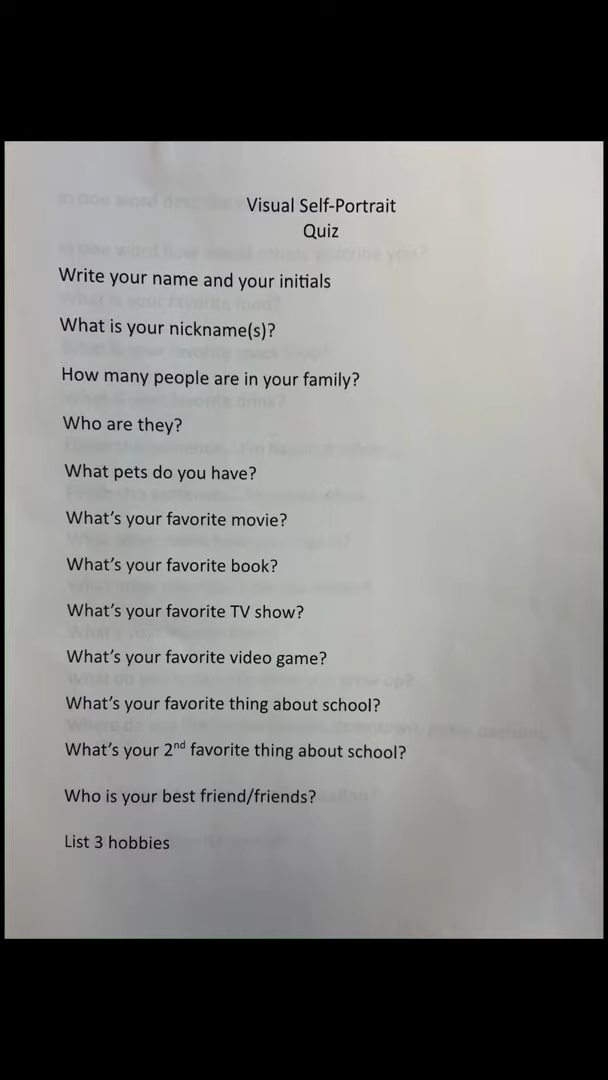 Visual Self-Portrait
Quiz
Write your name and your initials
What is your nickname(s)?
How many people are in your family?
Who are they?
What pets do you have?
What's your favorite movie?
What's your favorite book?
What's your favorite TV show?
What's your favorite video game?
What's your favorite thing about school?
What's your 2nd favorite thing about school?
Who is your best friend/friends?
List 3 hobbies